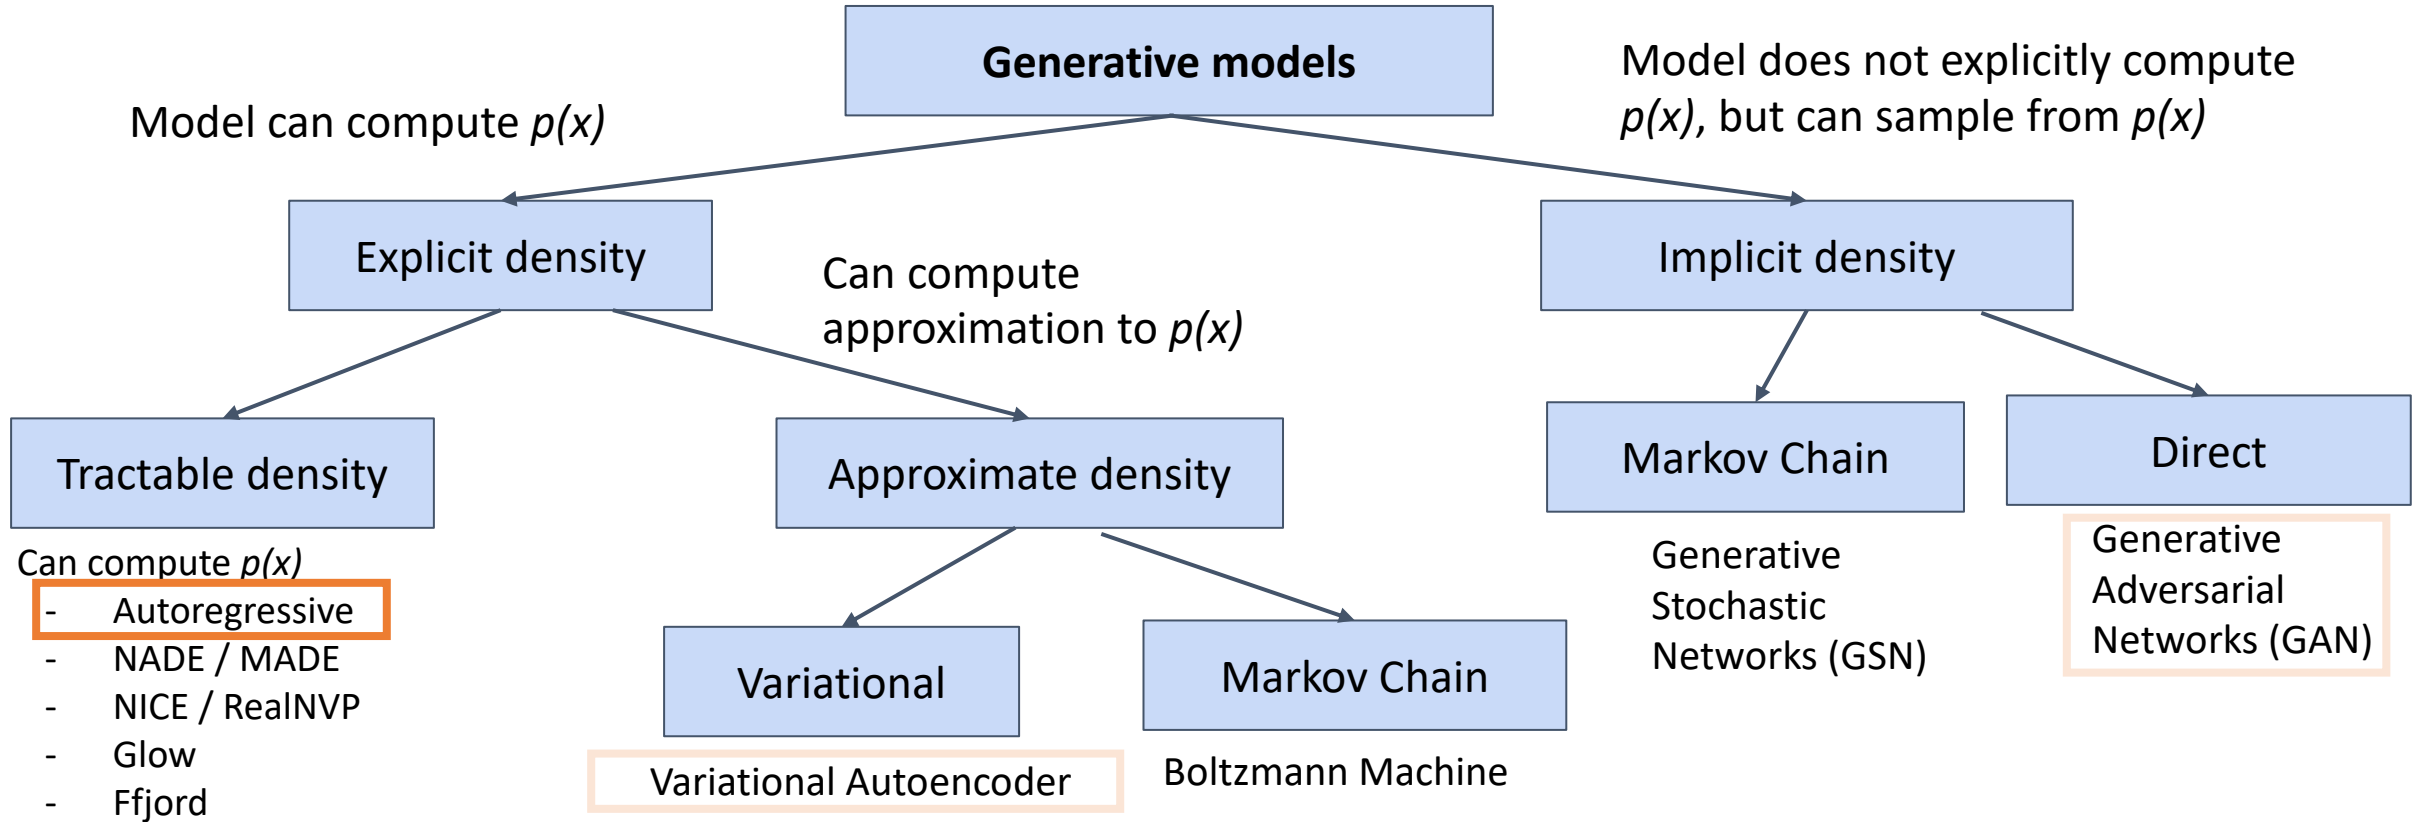 Generative models
Model can compute p(x)
Model does not explicitly compute
p(x), but can sample from p(x)
Explicit density
Implicit density
Can compute
approximation to p(x)
Tractable density
Approximate density
Markov Chain
Direct
Can compute p(x)
- Autoregressive
- NADE / MADE
- NICE / RealNVP
- Glow
- Ffjord
Variational
Markov Chain
Variational Autoencoder
Boltzmann Machine
Generative
Stochastic
Networks (GSN)
Generative
Adversarial
Networks (GAN)